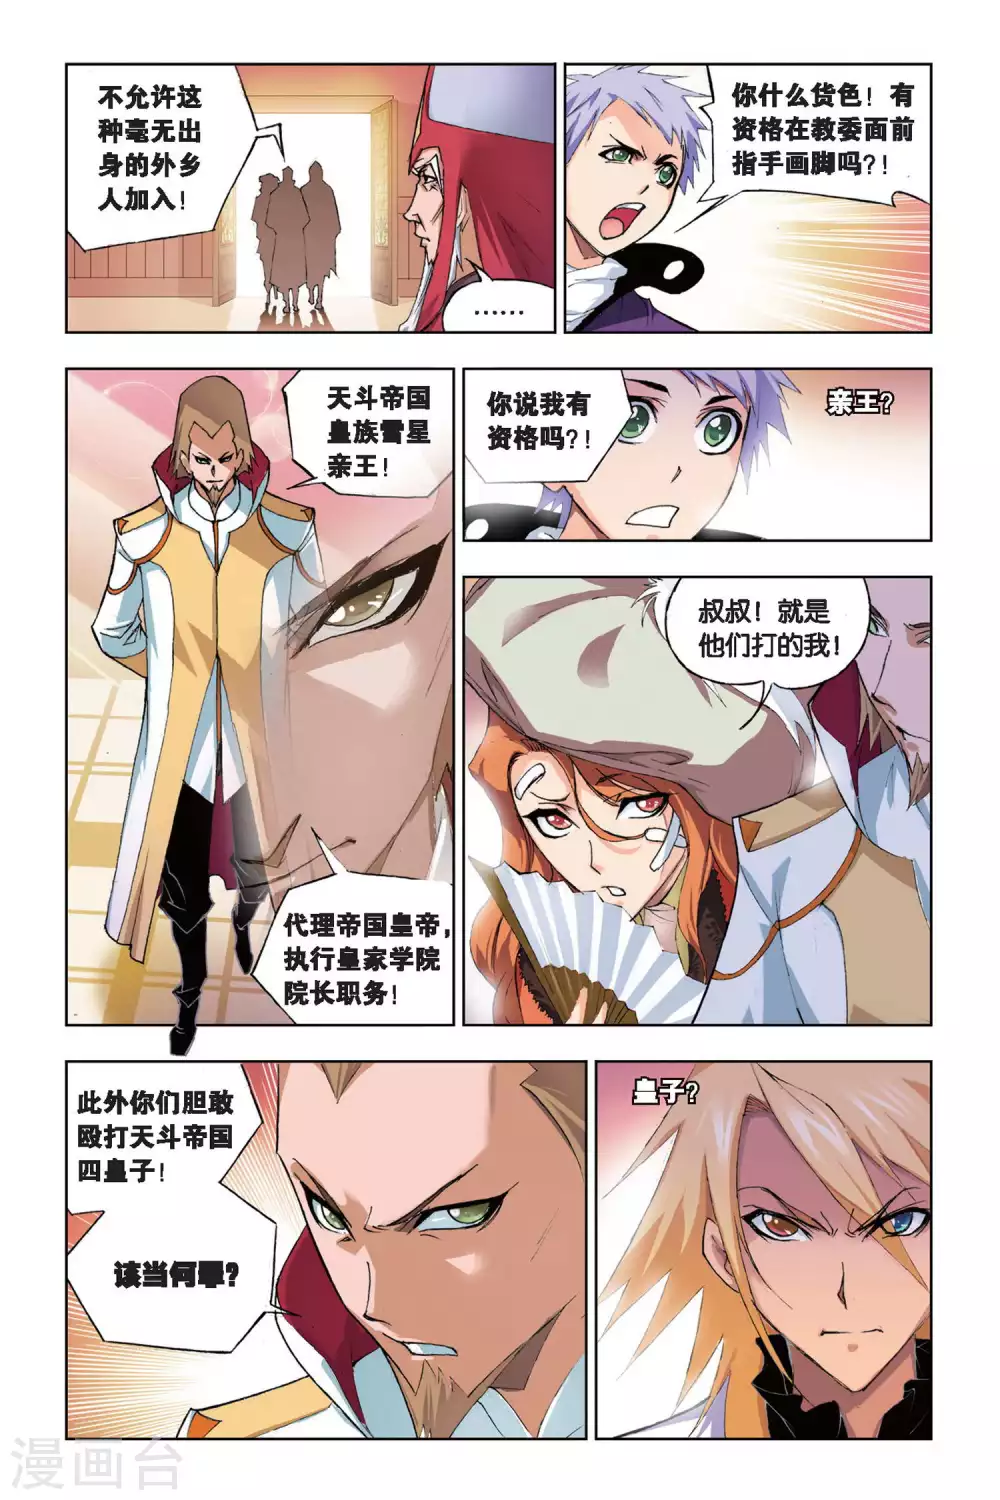 不允许这
种毫无出
身的外乡
人加入！
……
你什么货色！有
资格在教委面前
指手画脚吗？！
天斗帝国
皇族雪星
亲王！
代理帝国皇帝，
执行皇家学院
院长职务！
你说我有
资格吗？！
亲王？
叔叔！就是
他们打的我！
此外你们胆敢
殴打天斗帝国
四皇子！
该当何罪？
皇子？
漫画台